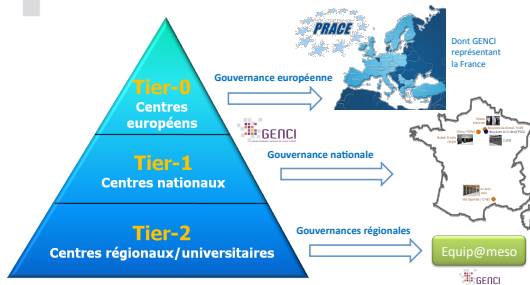 PRACE
Dont GENCI
représentant
la France
Gouvernance européenne
Tier-0
Centres
européens
GENCI
Gouvernance nationale
Tier-1
Centres nationaux
Gouvernances régionales
Tier-2
Centres régionaux/universitaires
Equip@meso
GENCI